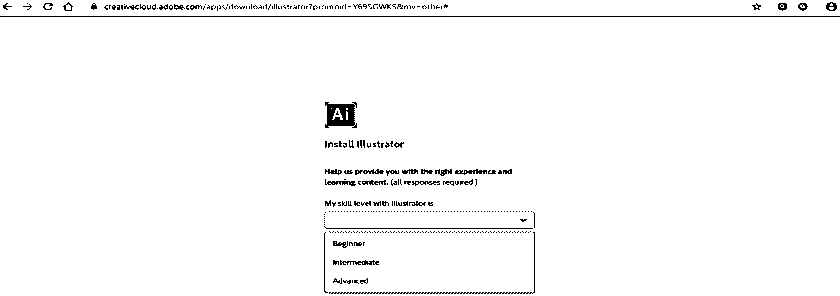 creativecloud.adobe.com/apps/download/illustrator?promoid=Y69SGWKS&mv=other#
Ai
Install Illustrator
Help us provide you with the right experience and
learning content. (all responses required)
My skill level with Illustrator is
Beginner
Intermediate
Advanced